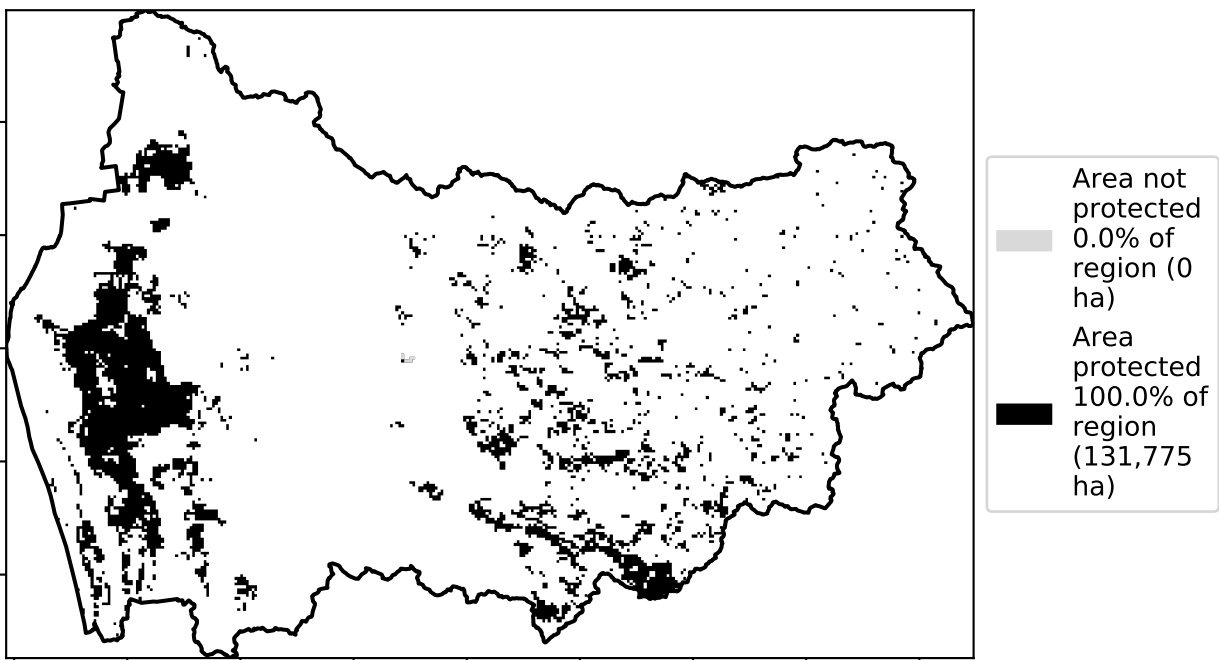 Area not
protected
0.0% of
region (0
ha)
Area
protected
100.0% of
region
(131,775
ha)